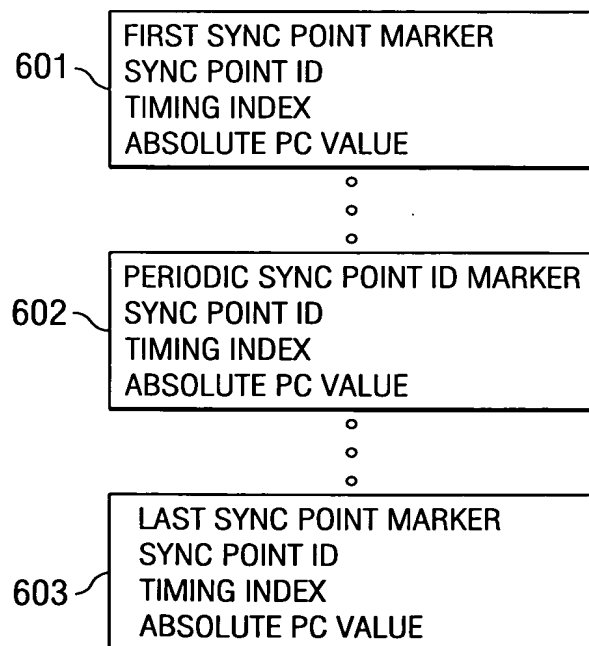 601
FIRST SYNC POINT MARKER
SYNC POINT ID
TIMING INDEX
ABSOLUTE PC VALUE
602
PERIODIC SYNC POINT ID MARKER
SYNC POINT ID
TIMING INDEX
ABSOLUTE PC VALUE
603
LAST SYNC POINT MARKER
SYNC POINT ID
TIMING INDEX
ABSOLUTE PC VALUE